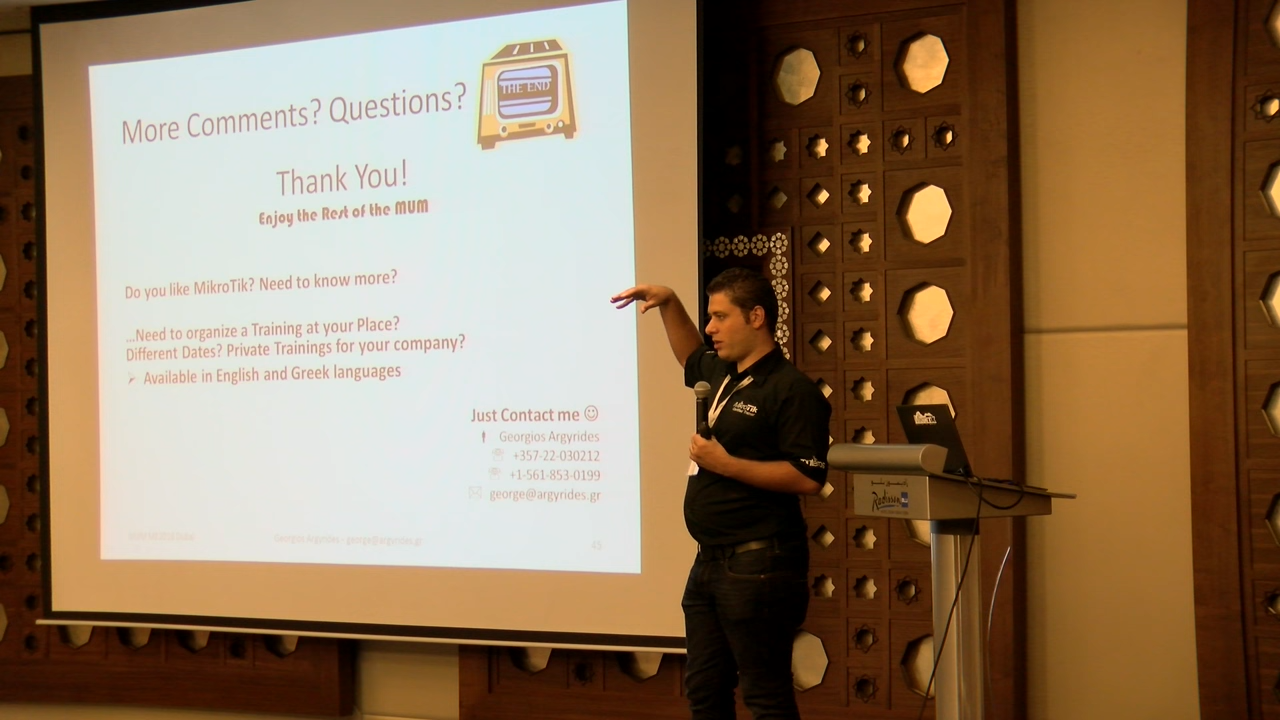 More Comments? Questions?
THE END
Thank You!
Enjoy the Rest of the MUM
Do you like MikroTik? Need to know more?
...Need to organize a Training at your Place?
Different Dates? Private Trainings for your company?
➢ Available in English and Greek languages
Just Contact me ☺
Georgios Argyrides
+357-22-030212
+1-561-853-0199
george@argyrides.gr
Georgios Argyrides - george@argyrides.gr
45
MikroTik
Radisson